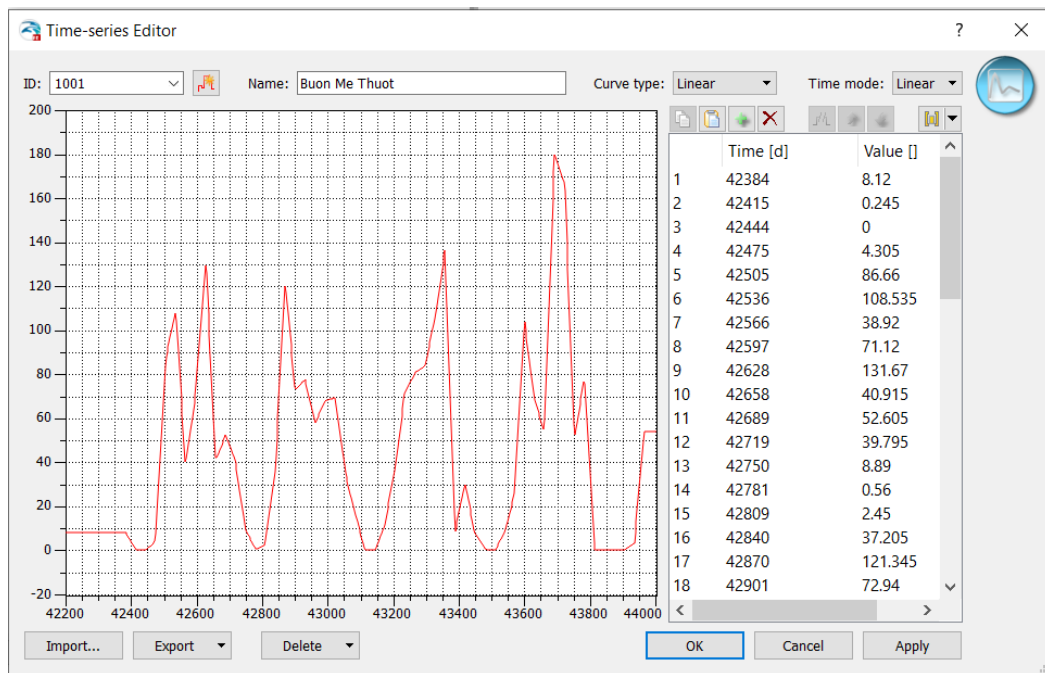 Time-series Editor ?
ID: 1001 Name: Buon Me Thuot Curve type: Linear Time mode: Linear
200
180
160
140
120
100
80
60
40
20
0
-20
42200 42400 42600 42800 43000 43200 43400 43600 43800 44000
Time [d] Value []
1 42384 8.12
2 42415 0.245
3 42444 0
4 42475 4.305
5 42505 86.66
6 42536 108.535
7 42566 38.92
8 42597 71.12
9 42628 131.67
10 42658 40.915
11 42689 52.605
12 42719 39.795
13 42750 8.89
14 42781 0.56
15 42809 2.45
16 42840 37.205
17 42870 121.345
18 42901 72.94
Import... Export Delete OK Cancel Apply